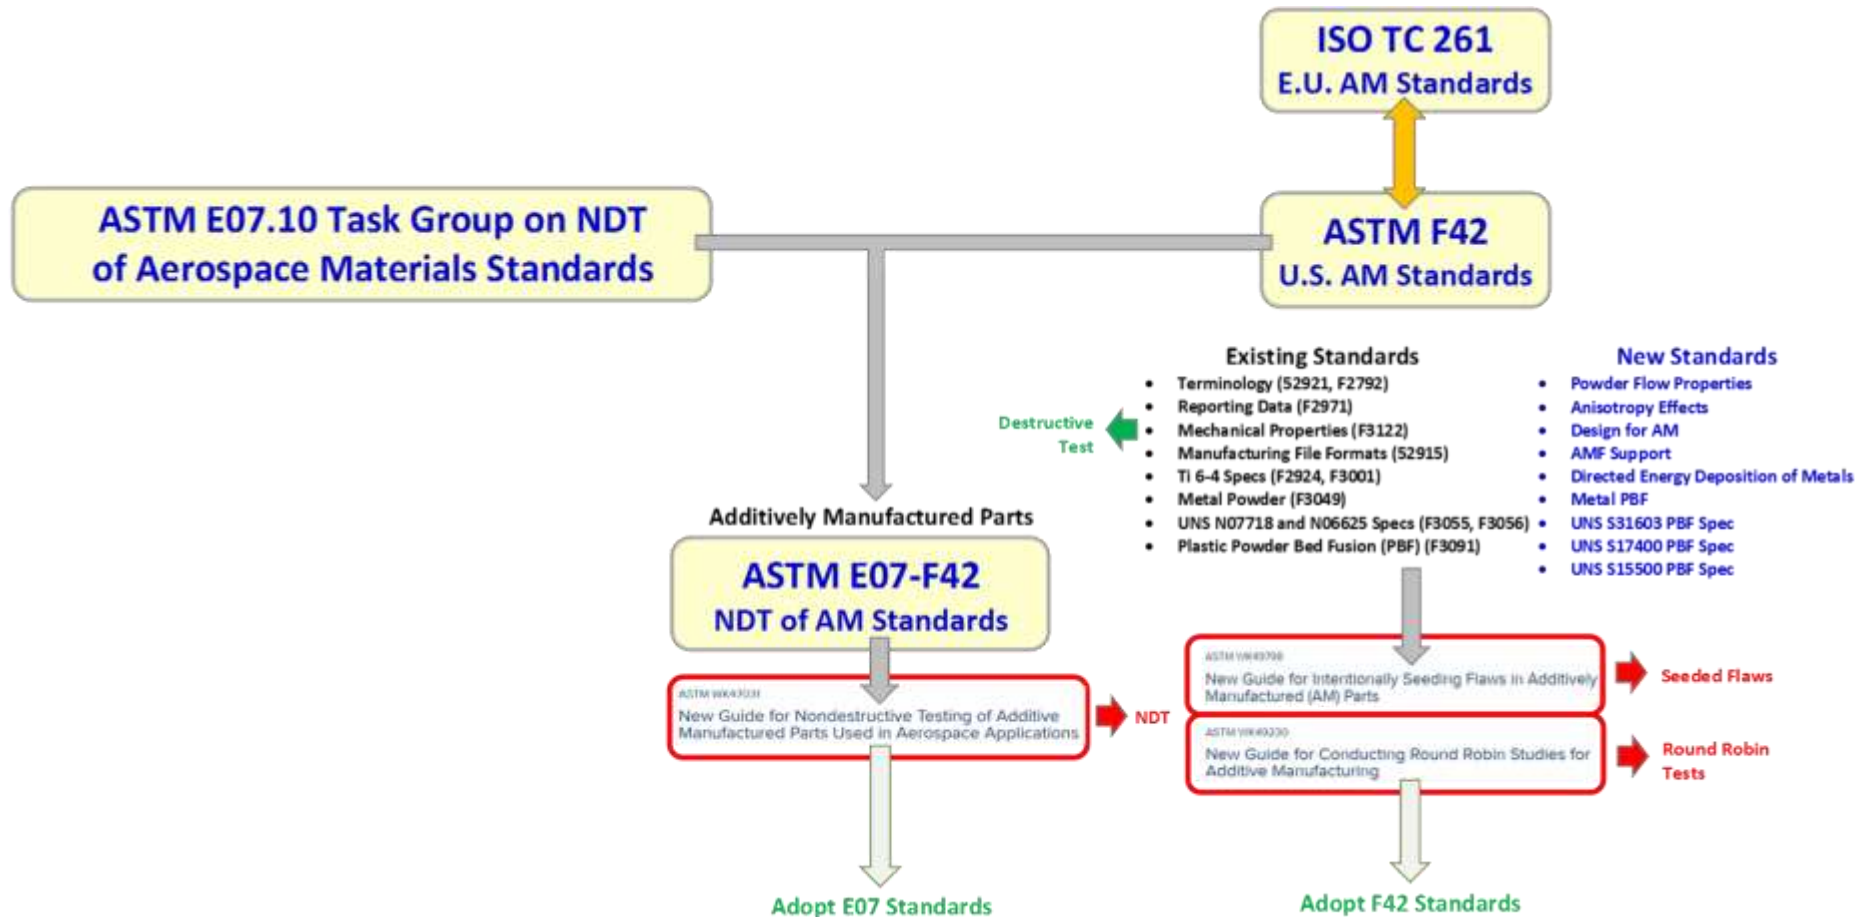 ISO TC 261
E.U. AM Standards
ASTM E07.10 Task Group on NDT
of Aerospace Materials Standards
ASTM F42
U.S. AM Standards
Existing Standards
• Terminology (52921, F2792)
• Reporting Data (F2971)
• Mechanical Properties (F3122)
• Manufacturing File Formats (52915)
• Ti 6-4 Specs (F2924, F3001)
• Metal Powder (F3049)
• UNS N07718 and N06625 Specs (F3055, F3056)
• Plastic Powder Bed Fusion (PBF) (F3091)
New Standards
• Powder Flow Properties
• Anisotropy Effects
• Design for AM
• AMF Support
• Directed Energy Deposition of Metals
• Metal PBF
• UNS S31603 PBF Spec
• UNS S17400 PBF Spec
• UNS S15500 PBF Spec
Destructive
Test
Additively Manufactured Parts
ASTM E07-F42
NDT of AM Standards
ASTM WK47031
New Guide for Nondestructive Testing of Additive
Manufactured Parts Used in Aerospace Applications
NDT
ASTM
New Guide for Intentionally Seeding Flaws in Additively
Manufactured (AM) Parts
Seeded Flaws
ASTM
New Guide for Conducting Round Robin Studies for
Additive Manufacturing
Round Robin
Tests
Adopt E07 Standards
Adopt F42 Standards